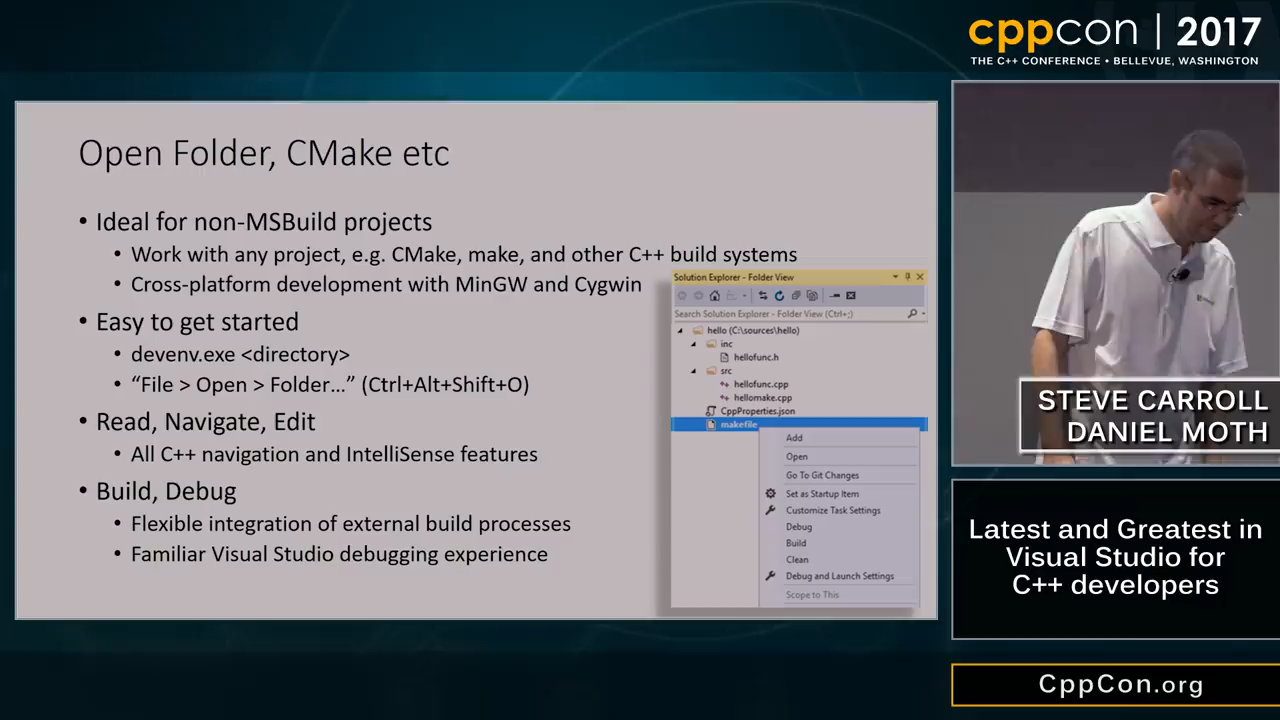 cppcon | 2017
THE C++ CONFERENCE • BELLEVUE, WASHINGTON
Open Folder, CMake etc
• Ideal for non-MSBuild projects
• Work with any project, e.g. CMake, make, and other C++ build systems
• Cross-platform development with MinGW and Cygwin
• Easy to get started
• devenv.exe <directory>
• “File > Open > Folder…” (Ctrl+Alt+Shift+O)
• Read, Navigate, Edit
• All C++ navigation and IntelliSense features
• Build, Debug
• Flexible integration of external build processes
• Familiar Visual Studio debugging experience
Solution Explorer - Folder View
Search Solution Explorer - Folder View (Ctrl+;)
hello (C:\sources\hello)
inc
hellofunc.h
src
hellofunc.cpp
hellomake.cpp
CppProperties.json
makefile
Add
Open
Go To Git Changes
Set as Startup Item
Customize Task Settings
Debug
Build
Clean
Debug and Launch Settings
Scope to This
STEVE CARROLL
DANIEL MOTH
Latest and Greatest in
Visual Studio for
C++ developers
CppCon.org